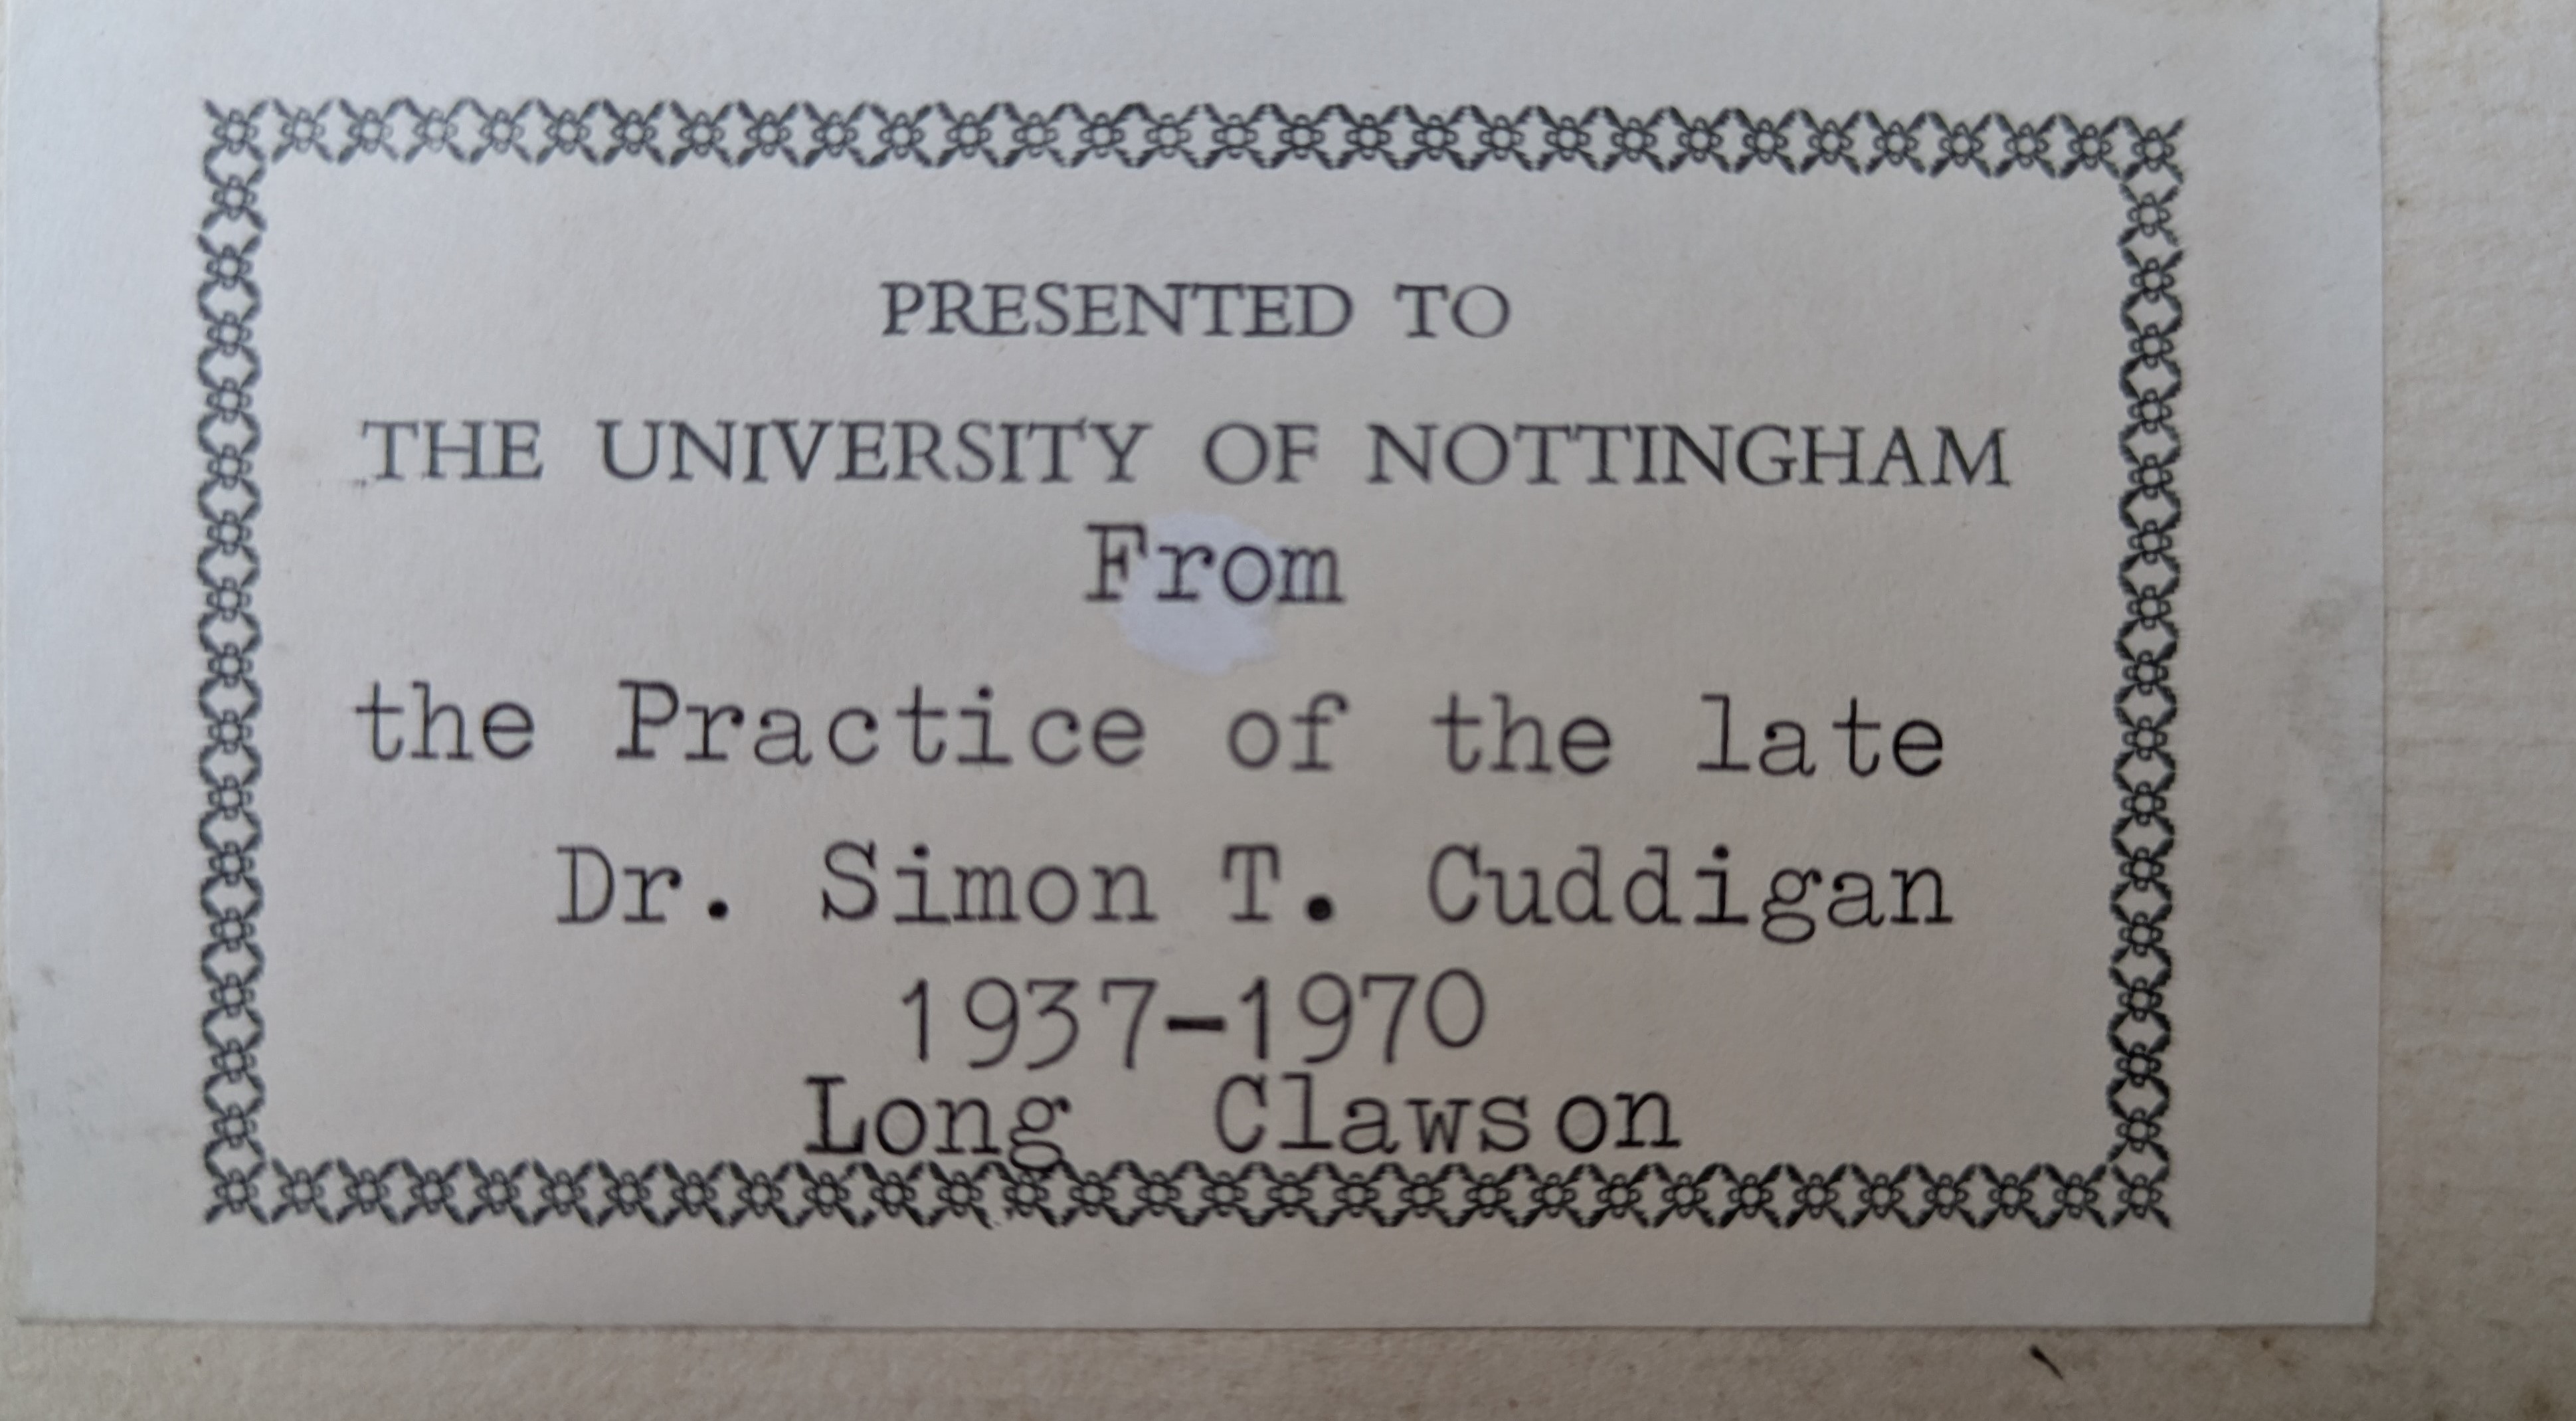 PRESENTED TO
THE UNIVERSITY OF NOTTINGHAM
From
the Practice of the late
Dr. Simon T. Cuddigan
1937-1970
Long Clawson